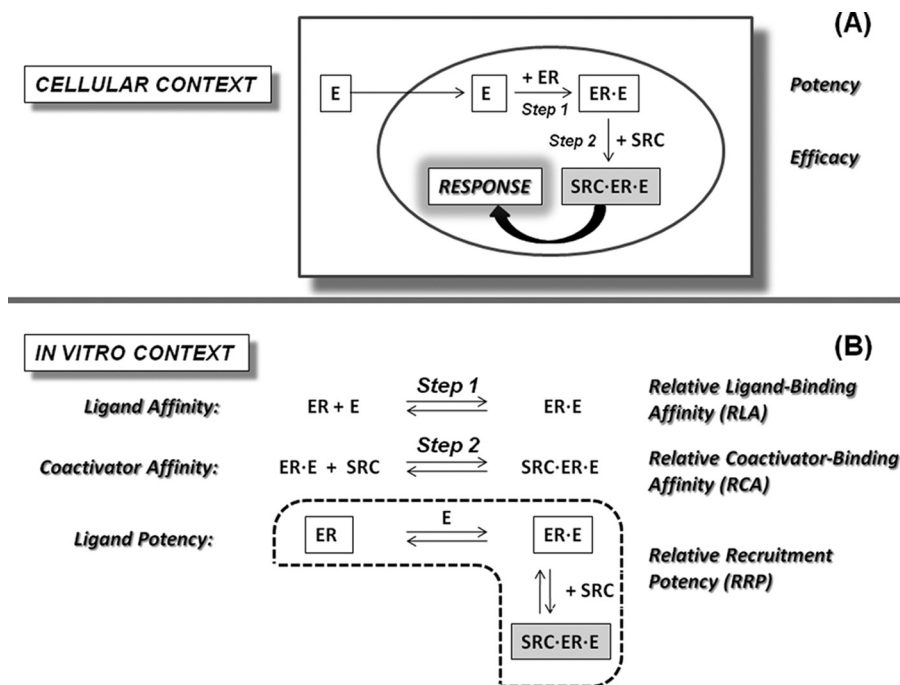 (A)
CELLULAR CONTEXT
E
E
+ ER
Step 1
ER·E
Potency
Step 2
+ SRC
Efficacy
RESPONSE
SRC·ER·E
IN VITRO CONTEXT
(B)
Ligand Affinity:
ER + E
Step 1
ER·E
Relative Ligand-Binding
Affinity (RLA)
Coactivator Affinity:
ER·E + SRC
Step 2
SRC·ER·E
Relative Coactivator-Binding
Affinity (RCA)
Ligand Potency:
ER
E
ER·E
Relative Recruitment
Potency (RRP)
+ SRC
SRC·ER·E